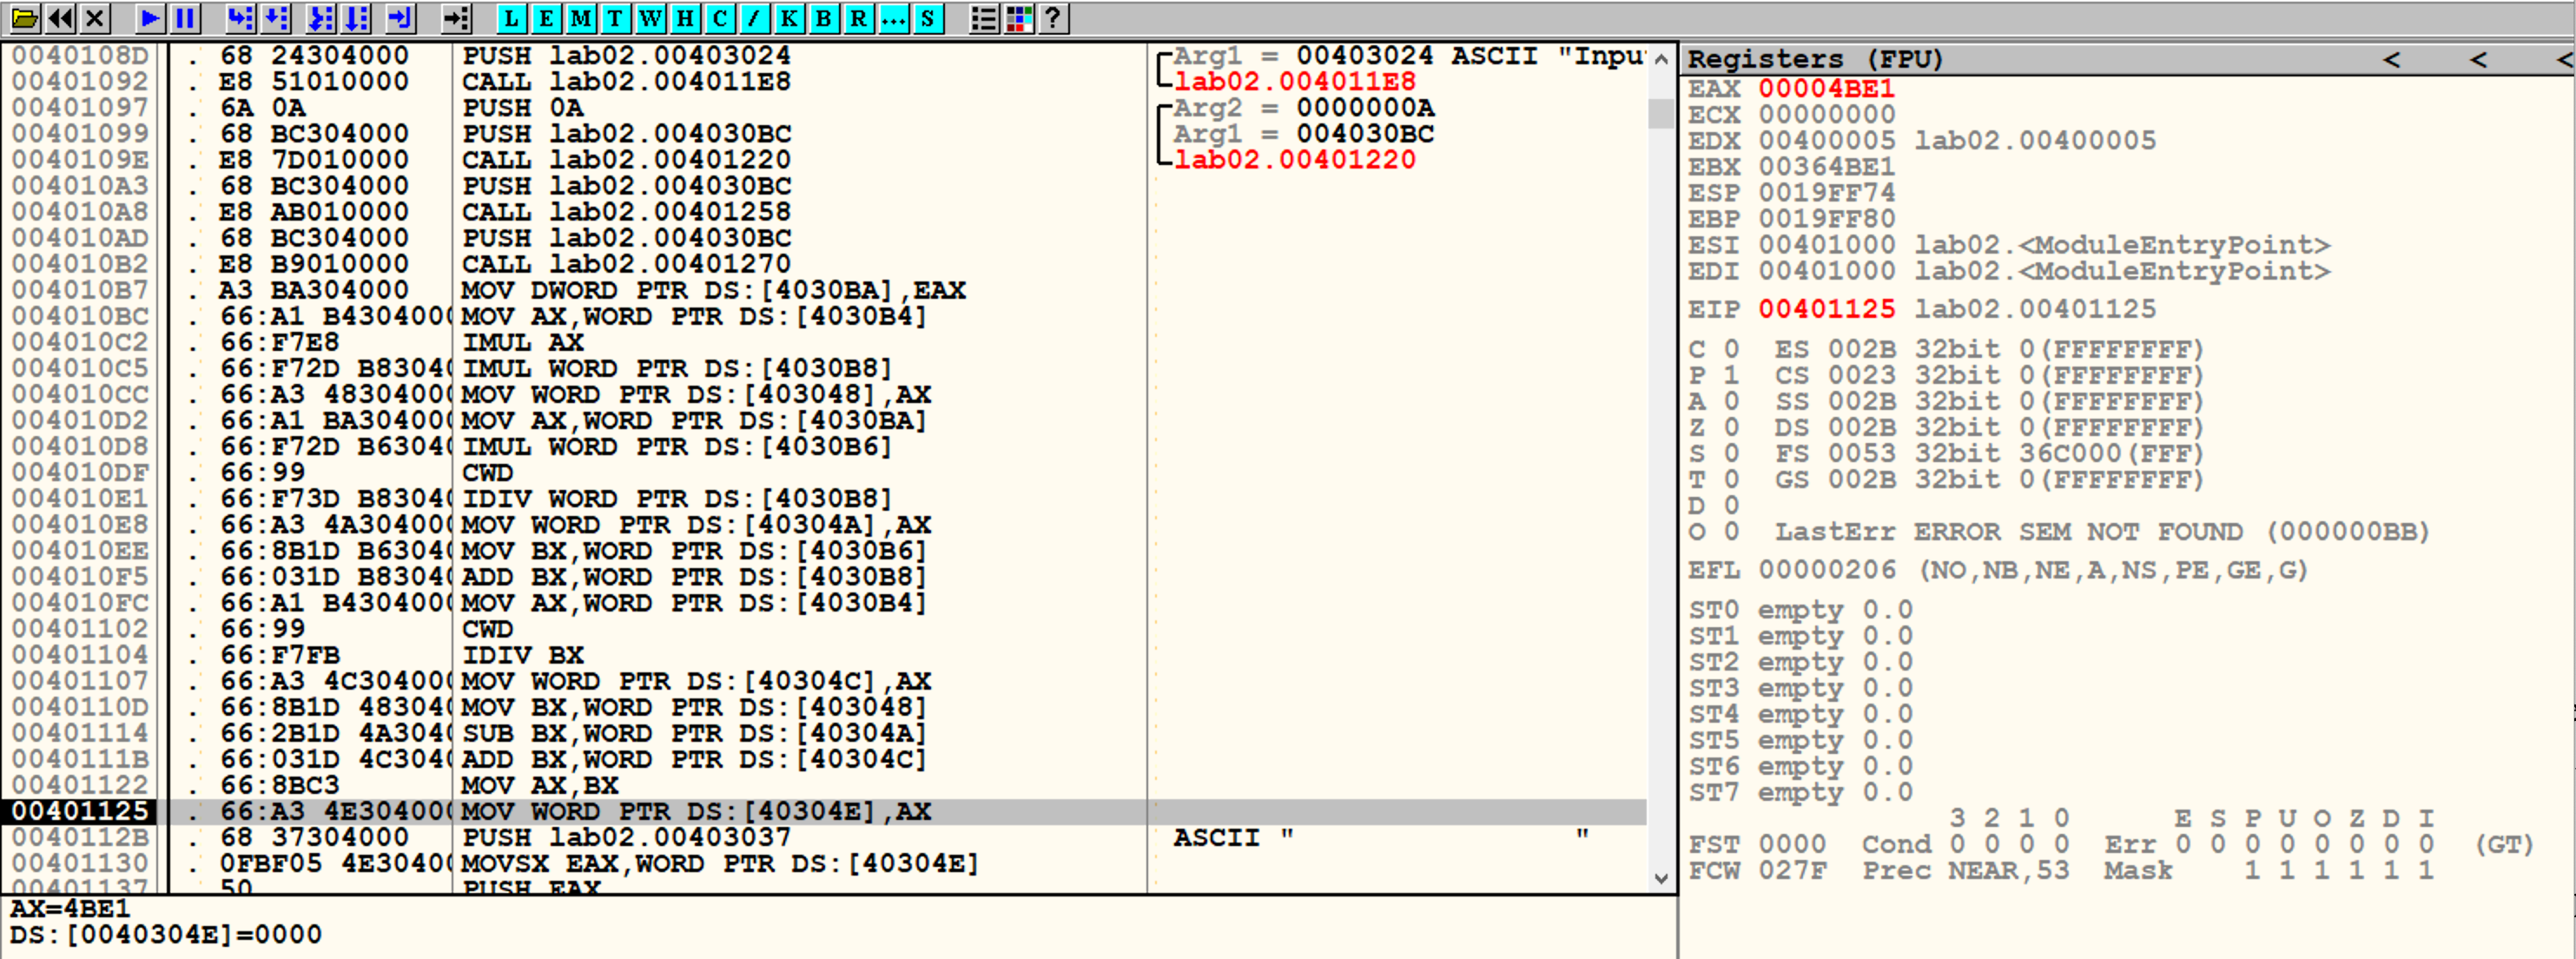 L E M T W H C / K B R ... S ?
0040108D . 68 24304000 PUSH lab02.00403024 Arg1 = 00403024 ASCII "Inpu
00401092 . E8 51010000 CALL lab02.004011E8 lab02.004011E8
00401097 . 6A 0A PUSH 0A Arg2 = 0000000A
00401099 . 68 BC304000 PUSH lab02.004030BC Arg1 = 004030BC
0040109E . E8 7D010000 CALL lab02.00401220 lab02.00401220
004010A3 . 68 BC304000 PUSH lab02.004030BC
004010A8 . E8 AB010000 CALL lab02.00401258
004010AD . 68 BC304000 PUSH lab02.004030BC
004010B2 . E8 B9010000 CALL lab02.00401270
004010B7 . A3 BA304000 MOV DWORD PTR DS:[4030BA],EAX
004010BC . 66:A1 B4304000 MOV AX,WORD PTR DS:[4030B4]
004010C2 . 66:F7E8 IMUL AX
004010C5 . 66:F72D B83040 IMUL WORD PTR DS:[4030B8]
004010CC . 66:A3 48304000 MOV WORD PTR DS:[403048],AX
004010D2 . 66:A1 BA304000 MOV AX,WORD PTR DS:[4030BA]
004010D8 . 66:F72D B63040 IMUL WORD PTR DS:[4030B6]
004010DF . 66:99 CWD
004010E1 . 66:F73D B83040 IDIV WORD PTR DS:[4030B8]
004010E8 . 66:A3 4A304000 MOV WORD PTR DS:[40304A],AX
004010EE . 66:8B1D B63040 MOV BX,WORD PTR DS:[4030B6]
004010F5 . 66:031D B83040 ADD BX,WORD PTR DS:[4030B8]
004010FC . 66:A1 B4304000 MOV AX,WORD PTR DS:[4030B4]
00401102 . 66:99 CWD
00401104 . 66:F7FB IDIV BX
00401107 . 66:A3 4C304000 MOV WORD PTR DS:[40304C],AX
0040110D . 66:8B1D 483040 MOV BX,WORD PTR DS:[403048]
00401114 . 66:2B1D 4A3040 SUB BX,WORD PTR DS:[40304A]
0040111B . 66:031D 4C3040 ADD BX,WORD PTR DS:[40304C]
00401122 . 66:8BC3 MOV AX,BX
00401125 . 66:A3 4E304000 MOV WORD PTR DS:[40304E],AX
0040112B . 68 37304000 PUSH lab02.00403037 ASCII " "
00401130 . 0FBF05 4E30400 MOVSX EAX,WORD PTR DS:[40304E]
00401137 . 50 PUSH EAX
AX=4BE1
DS:[0040304E]=0000
Registers (FPU) < < <
EAX 00004BE1
ECX 00000000
EDX 00400005 lab02.00400005
EBX 00364BE1
ESP 0019FF74
EBP 0019FF80
ESI 00401000 lab02.<ModuleEntryPoint>
EDI 00401000 lab02.<ModuleEntryPoint>
EIP 00401125 lab02.00401125
C 0 ES 002B 32bit 0(FFFFFFFF)
P 1 CS 0023 32bit 0(FFFFFFFF)
A 0 SS 002B 32bit 0(FFFFFFFF)
Z 0 DS 002B 32bit 0(FFFFFFFF)
S 0 FS 0053 32bit 36C000(FFF)
T 0 GS 002B 32bit 0(FFFFFFFF)
D 0
O 0 LastErr ERROR SEM NOT FOUND (000000BB)
EFL 00000206 (NO,NB,NE,A,NS,PE,GE,G)
ST0 empty 0.0
ST1 empty 0.0
ST2 empty 0.0
ST3 empty 0.0
ST4 empty 0.0
ST5 empty 0.0
ST6 empty 0.0
ST7 empty 0.0
3 2 1 0 E S P U O Z D I
FST 0000 Cond 0 0 0 0 Err 0 0 0 0 0 0 0 0 (GT)
FCW 027F Prec NEAR,53 Mask 1 1 1 1 1 1